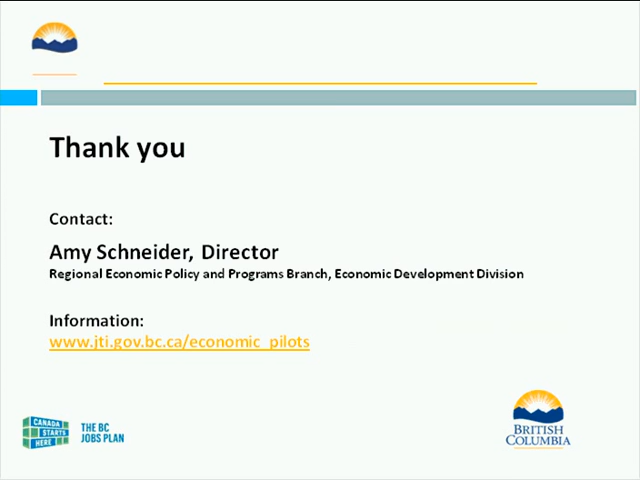 Thank you
Contact:
Amy Schneider, Director
Regional Economic Policy and Programs Branch, Economic Development Division
Information:
www.jti.gov.bc.ca/economic_pilots
CANADA
STARTS
HERE
THE BC
JOBS PLAN
BRITISH
COLUMBIA